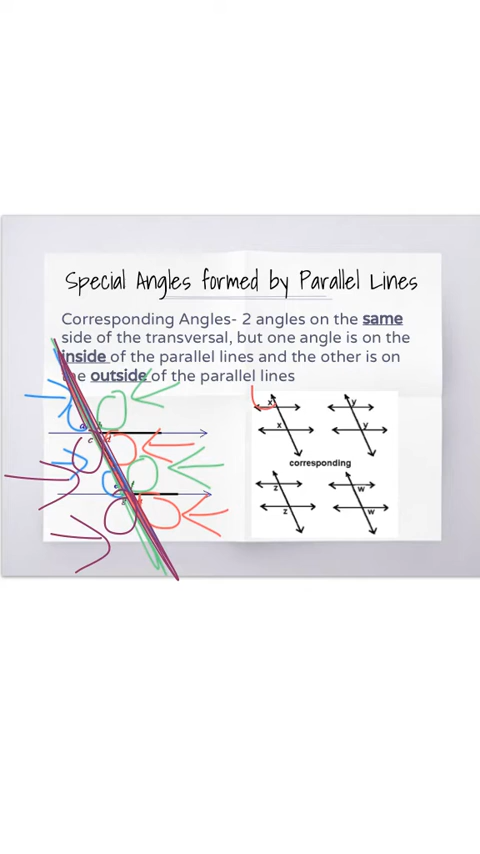 Special Angles formed by Parallel Lines
Corresponding Angles- 2 angles on the same
side of the transversal, but one angle is on the
inside of the parallel lines and the other is on
the outside of the parallel lines
a b
c d
e f
g
x
x
y
y
corresponding
z
z
w
w